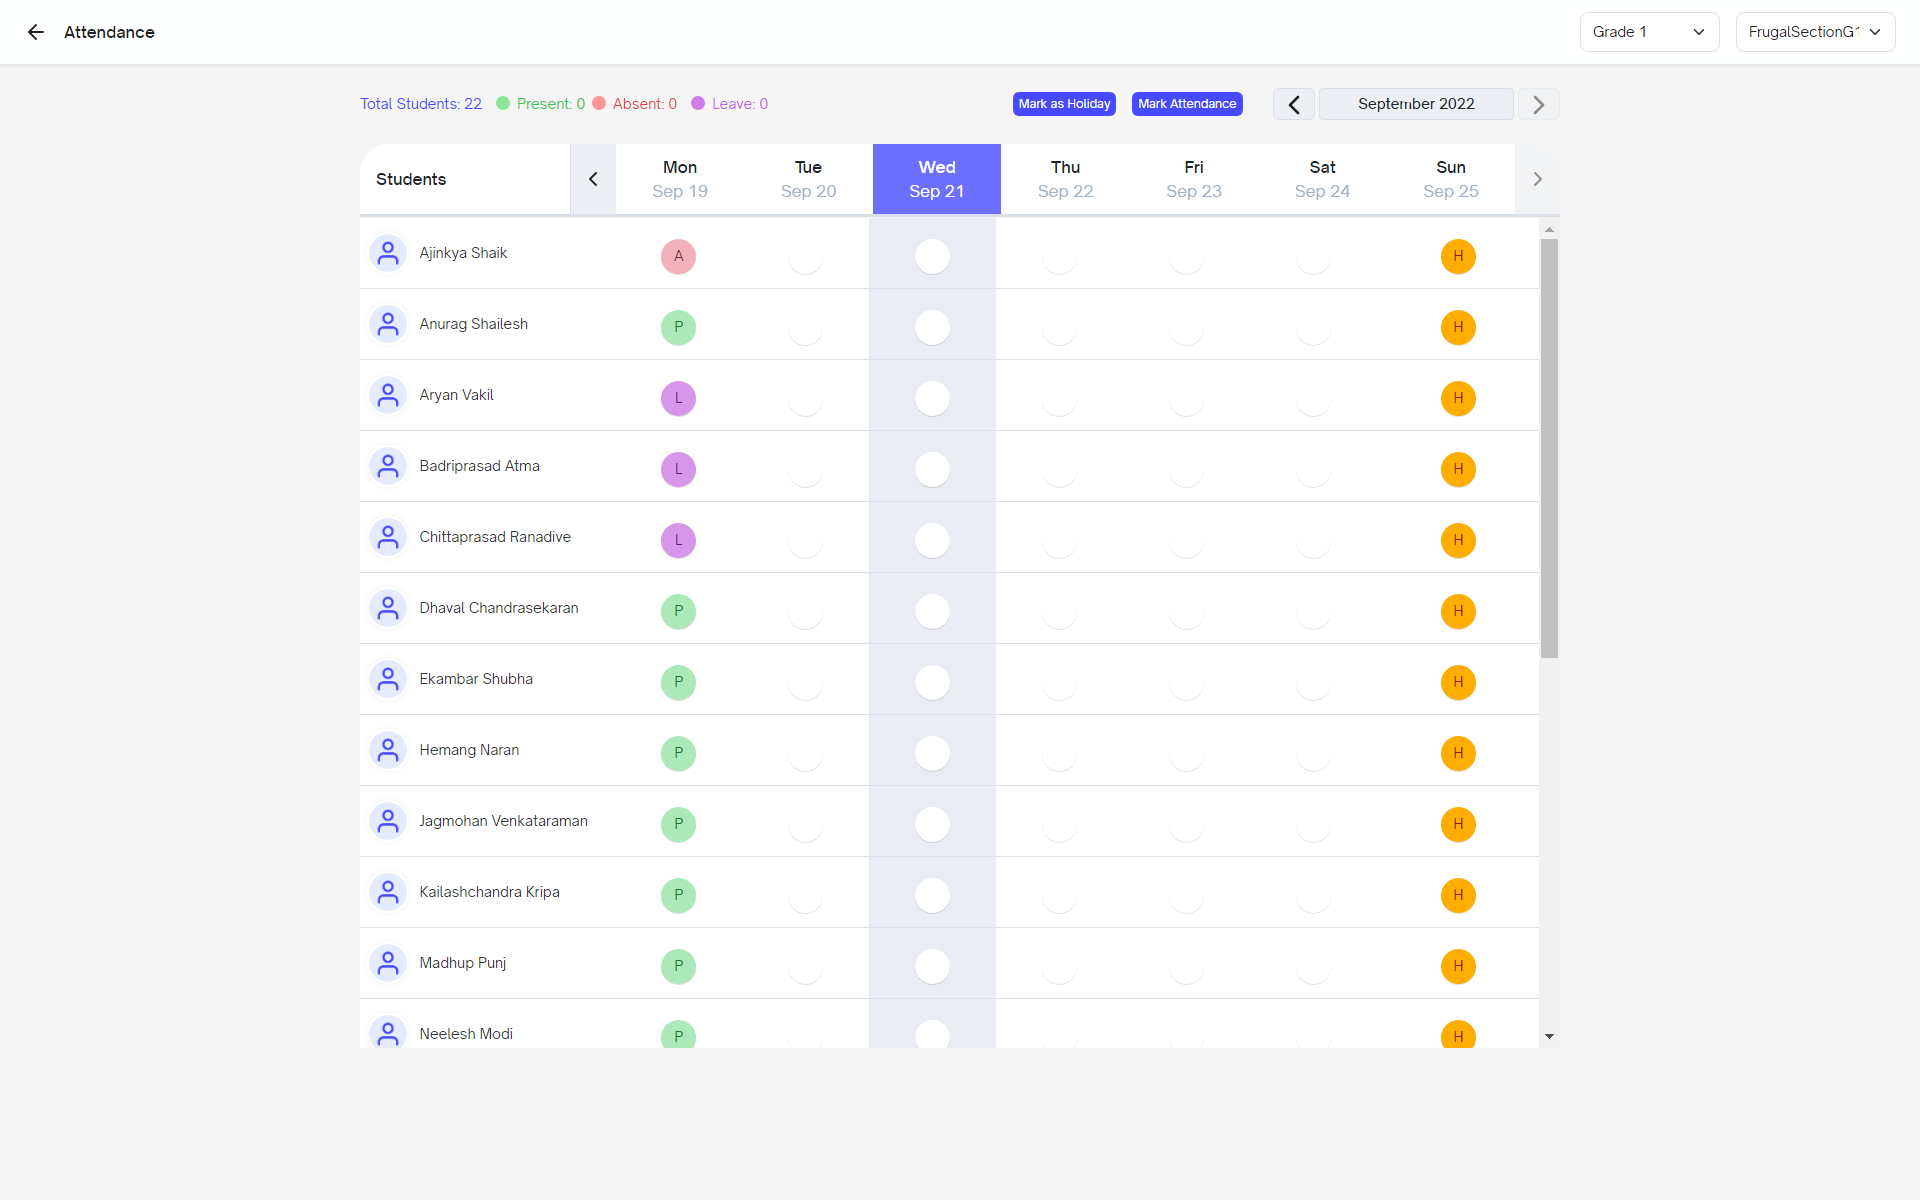 Attendance
Grade 1
FrugalSectionG1
Total Students: 22 Present: 0 Absent: 0 Leave: 0
Mark as Holiday
Mark Attendance
September 2022
Students
Mon Tue Wed Thu Fri Sat Sun
Sep 19 Sep 20 Sep 21 Sep 22 Sep 23 Sep 24 Sep 25
Ajinkya Shaik A H
Anurag Shailesh P H
Aryan Vakil L H
Badriprasad Atma L H
Chittaprasad Ranadive L H
Dhaval Chandrasekaran P H
Ekambar Shubha P H
Hemang Naran P H
Jagmohan Venkataraman P H
Kailashchandra Kripa P H
Madhup Punj P H
Neelesh Modi P H